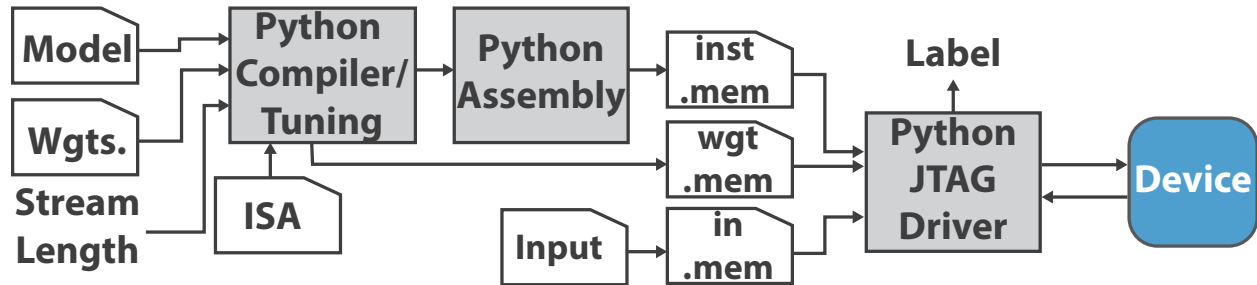 Model
Wgts.
Stream
Length
Python
Compiler/
Tuning
ISA
Python
Assembly
inst
.mem
wgt
.mem
Input
in
.mem
Label
Python
JTAG
Driver
Device